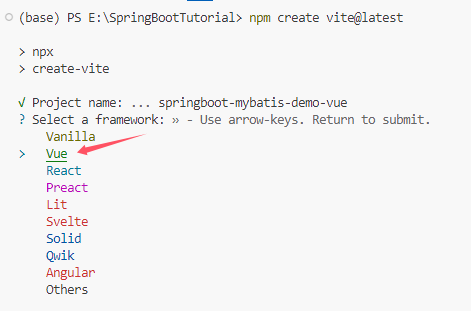 (base) PS E:\SpringBootTutorial> npm create vite@latest
> npx
> create-vite
√ Project name: ... springboot-mybatis-demo-vue
? Select a framework: » - Use arrow-keys. Return to submit.
Vanilla
> Vue
React
Preact
Lit
Svelte
Solid
Qwik
Angular
Others